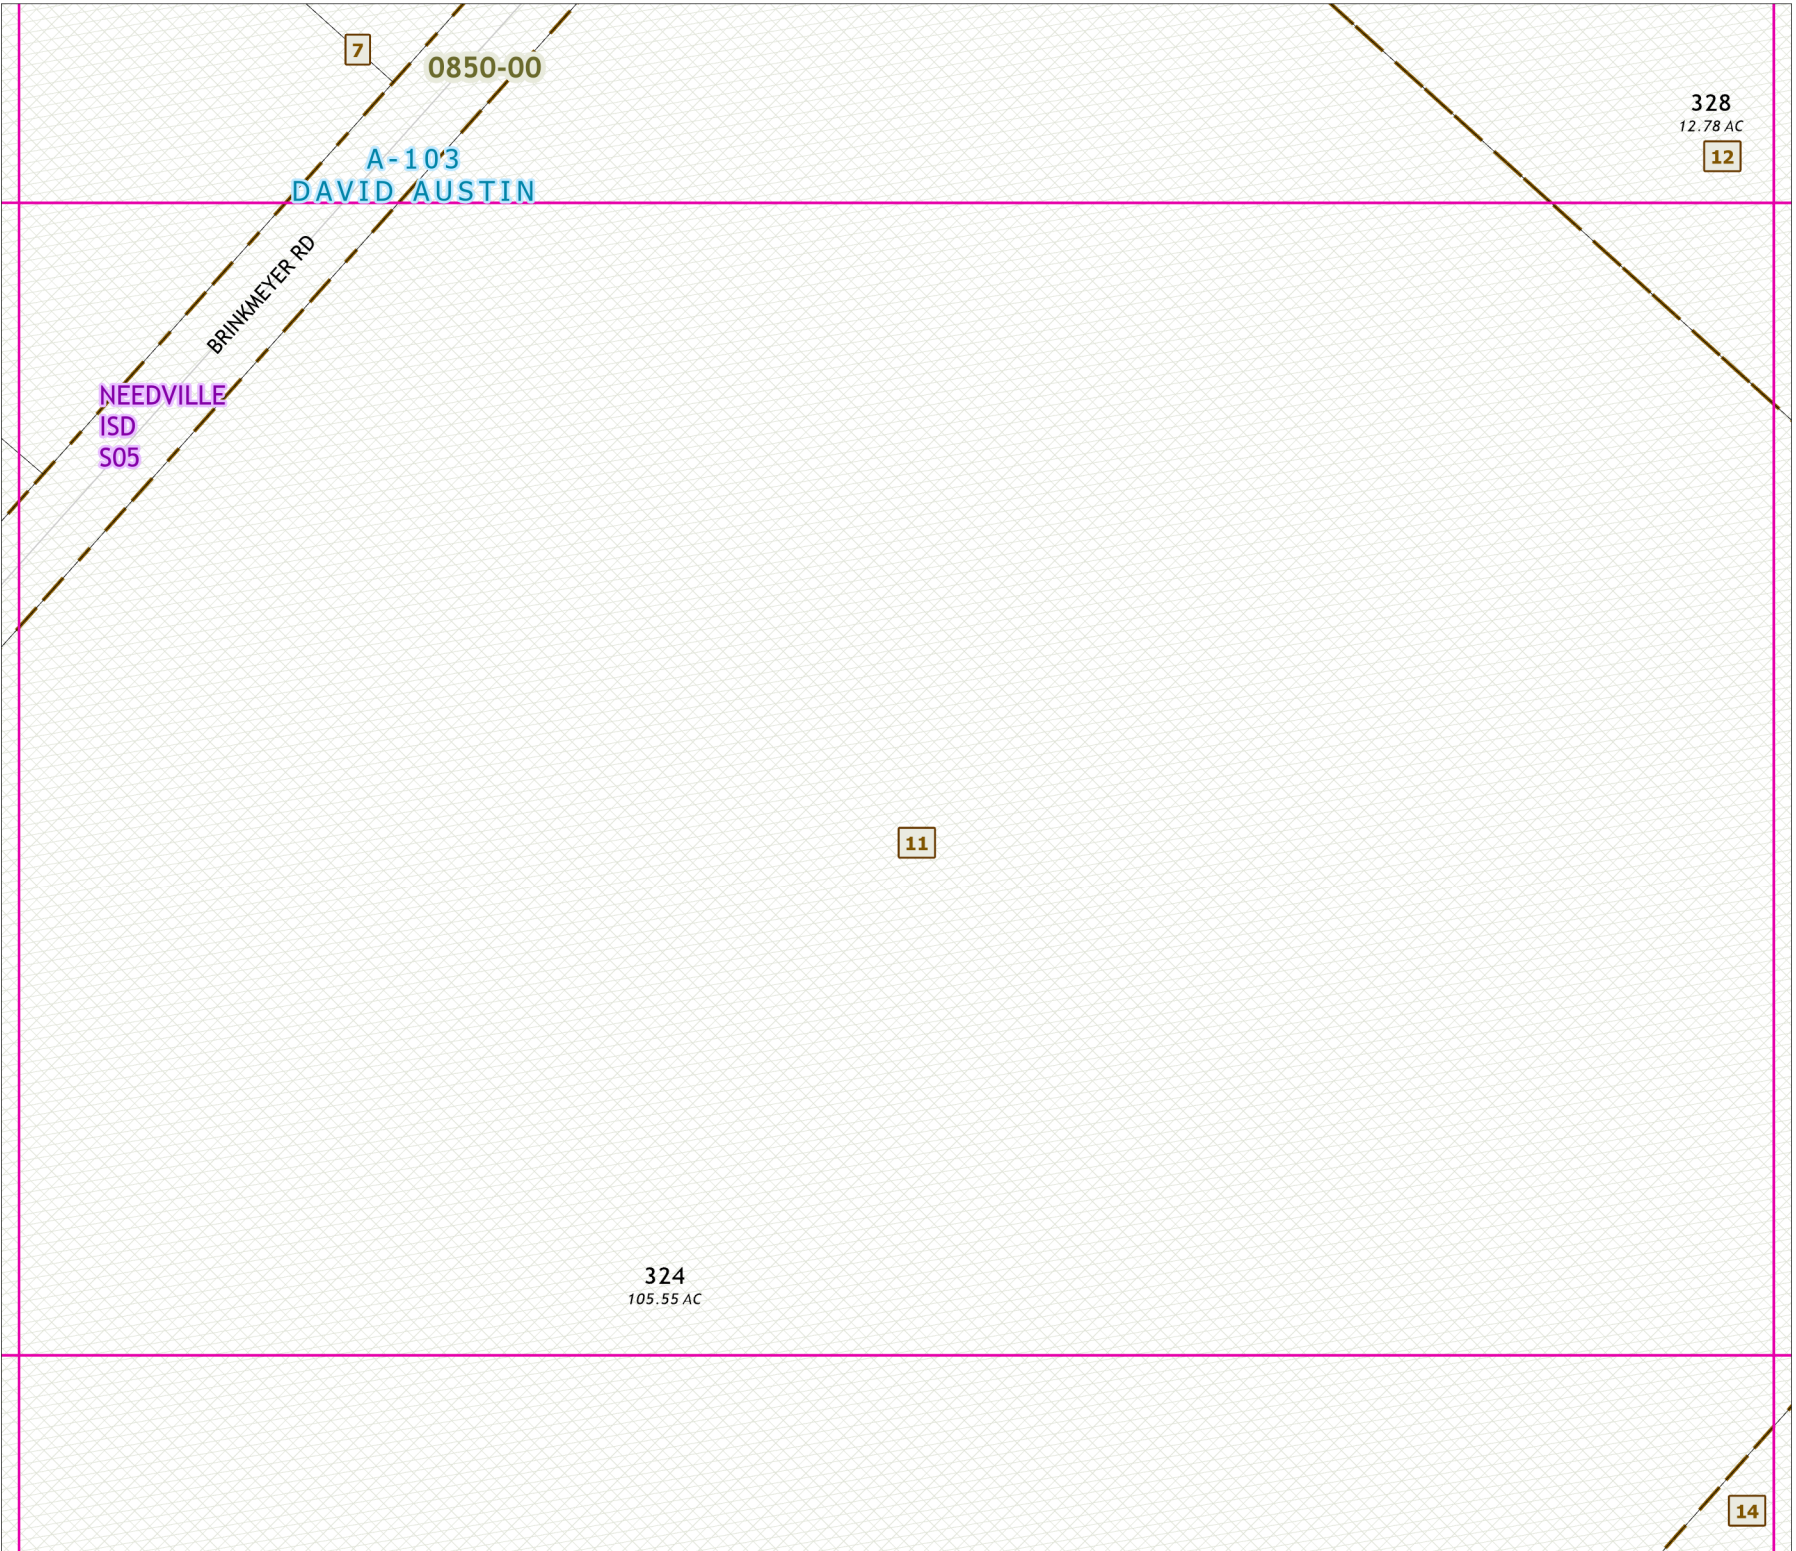 7
0850-00
328
12.78 AC
12
A-103
DAVID AUSTIN
BRINKMEYER RD
NEEDVILLE
ISD
S05
11
324
105.55 AC
14